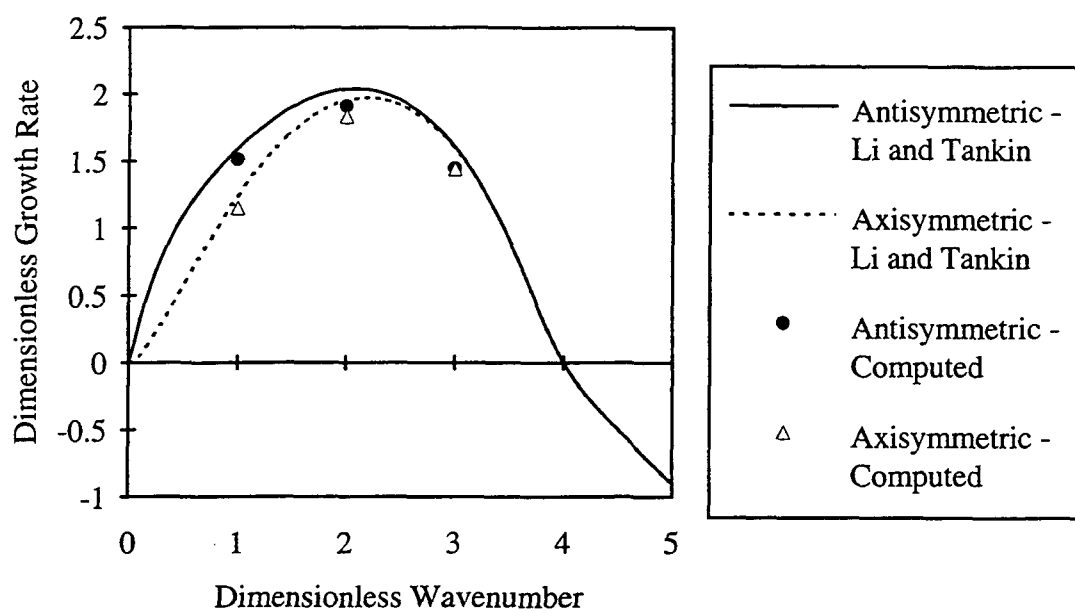 2.5
2
1.5
1
0.5
0
-0.5
-1
0
1
2
3
4
5
Dimensionless Growth Rate
Dimensionless Wavenumber
Antisymmetric -
Li and Tankin
Axisymmetric -
Li and Tankin
Antisymmetric -
Computed
Axisymmetric -
Computed